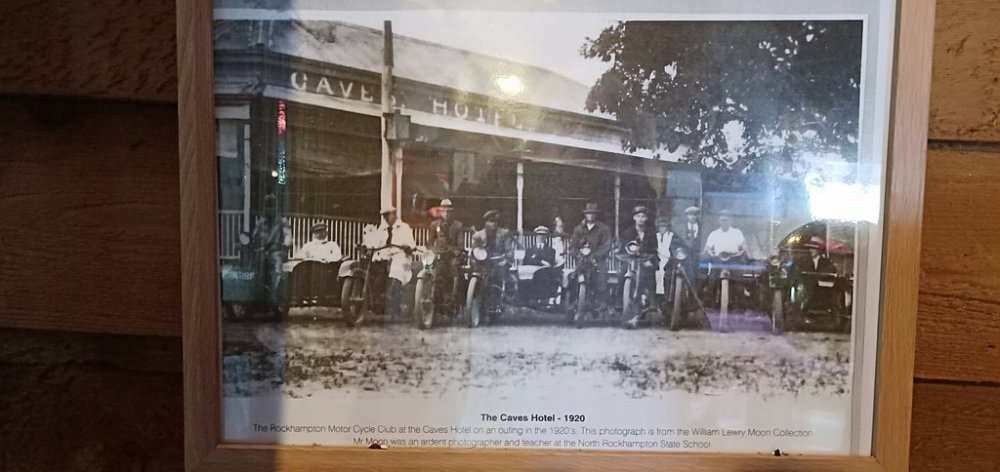 CAVES HOTEL
The Caves Hotel - 1920
The Rockhampton Motor Cycle Club at the Caves Hotel on an outing in the 1920's. This photograph is from the William Lewry Moon Collection
Mr Moon was an ardent photographer and teacher at the North Rockhampton State School.